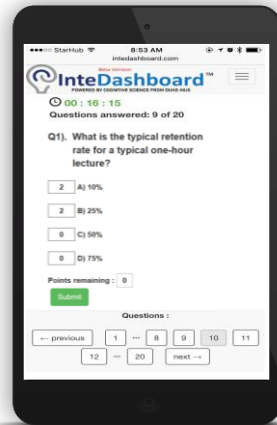 StarHub 8:53 AM
intedashboard.com
Beta Version
InteDashboard™
POWERED BY COGNITIVE SCIENCE FROM DUKE-NUS
00 : 16 : 15
Questions answered: 9 of 20
Q1). What is the typical retention
rate for a typical one-hour
lecture?
2 A) 10%
2 B) 25%
0 C) 50%
0 D) 75%
Points remaining : 0
Submit
Questions :
← previous 1 ... 8 9 10 11
12 ... 20 next →